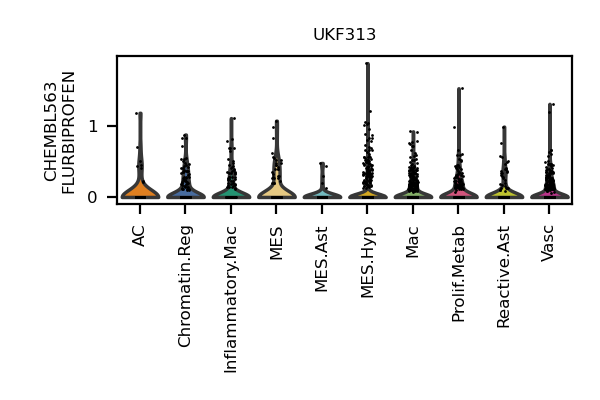 UKF313
CHEMBL563
FLURBIPROFEN
1
0
AC
Chromatin.Reg
Inflammatory.Mac
MES
MES.Ast
MES.Hyp
Mac
Prolif.Metab
Reactive.Ast
Vasc